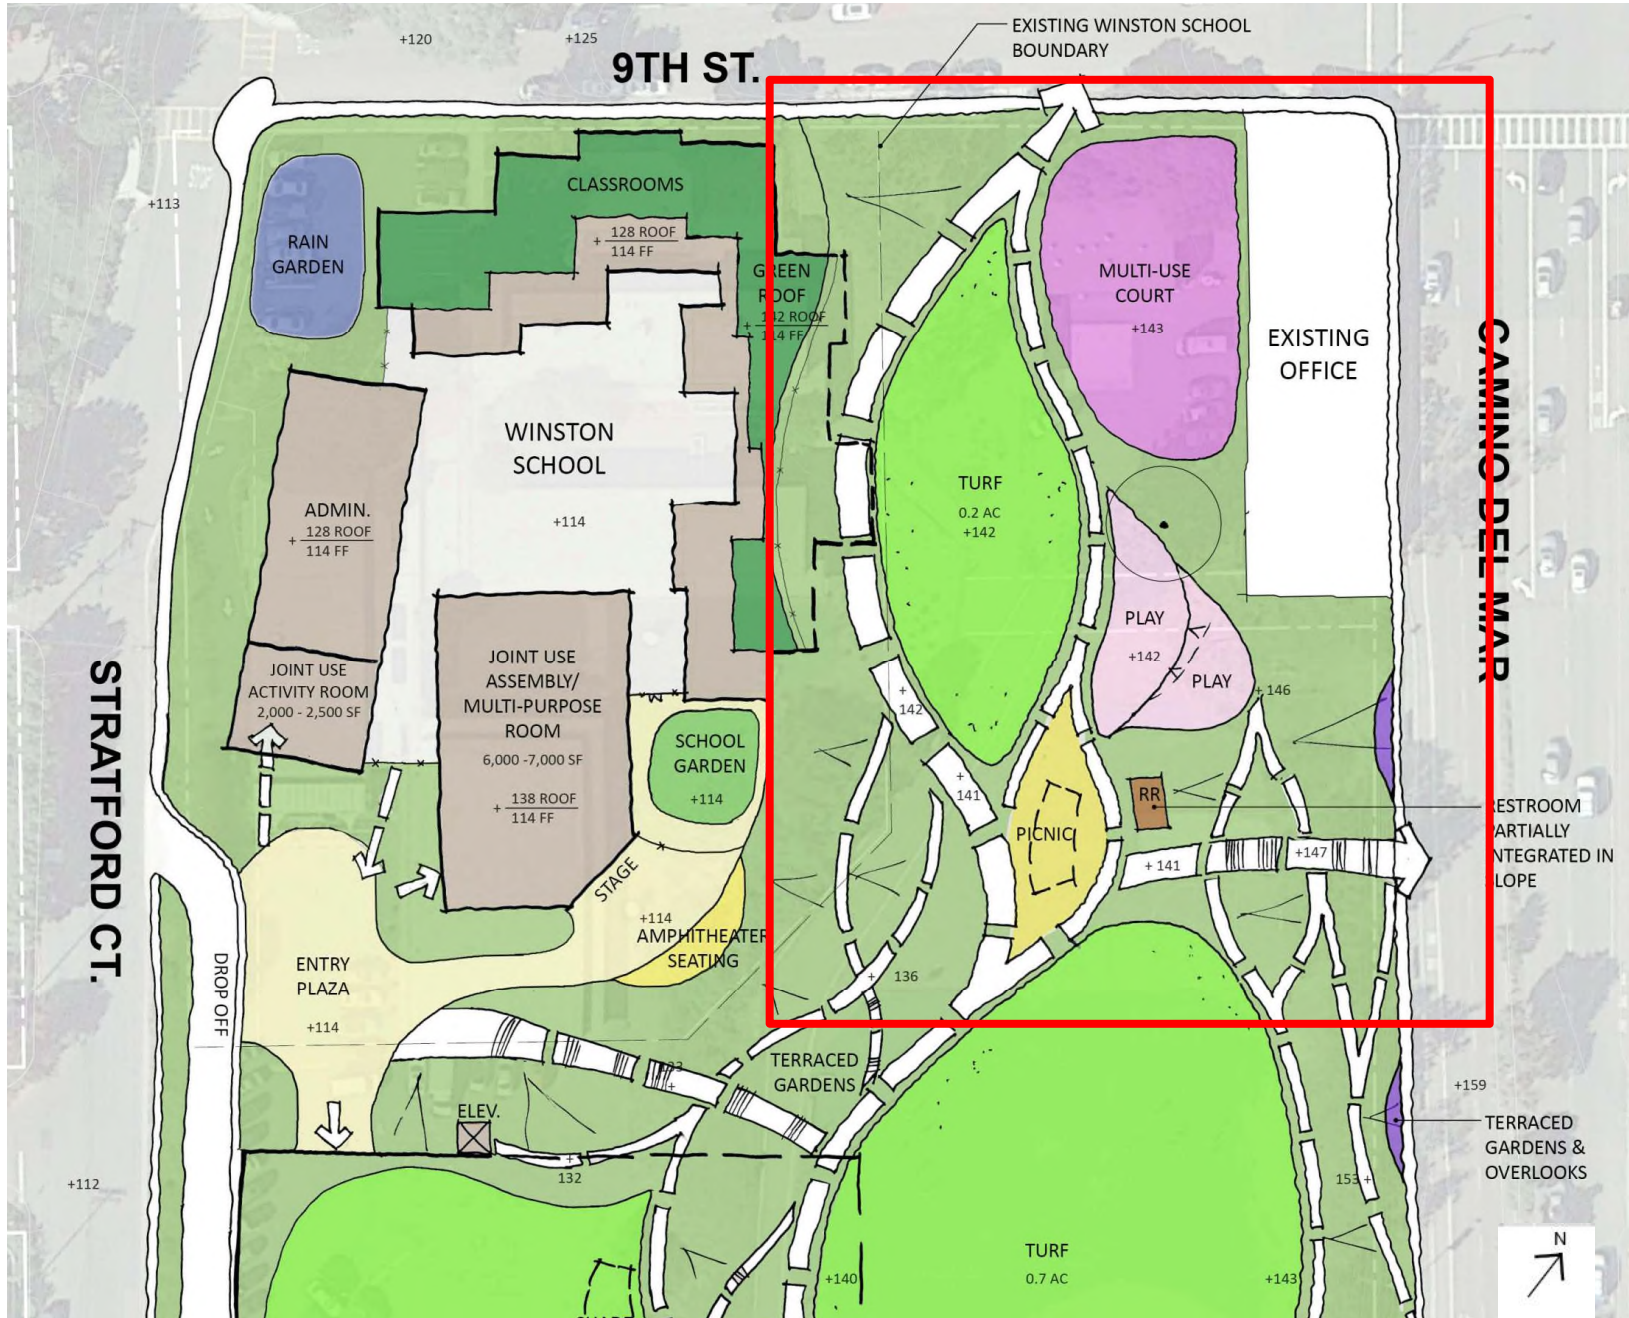 +120
+125
9TH ST.
EXISTING WINSTON SCHOOL
BOUNDARY
+113
RAIN
GARDEN
CLASSROOMS
+ 128 ROOF
114 FF
GREEN
ROOF
+ 142 ROOF
114 FF
MULTI-USE
COURT
+143
EXISTING
OFFICE
CAMINO DEL MAR
WINSTON
SCHOOL
+114
ADMIN.
+ 128 ROOF
114 FF
TURF
0.2 AC
+142
PLAY
+142
PLAY
+ 146
STRATFORD CT.
JOINT USE
ACTIVITY ROOM
2,000 - 2,500 SF
JOINT USE
ASSEMBLY/
MULTI-PURPOSE
ROOM
6,000 -7,000 SF
+ 138 ROOF
114 FF
SCHOOL
GARDEN
+114
+
142
+
141
PICNIC
RR
RESTROOM
PARTIALLY
INTEGRATED IN
SLOPE
+ 141
+147
STAGE
+114
AMPHITHEATER
SEATING
+ 136
DROP OFF
ENTRY
PLAZA
+114
TERRACED
GARDENS
133
+
ELEV.
+
132
+159
TERRACED
GARDENS &
OVERLOOKS
+112
153 +
TURF
0.7 AC
+140
+143
N